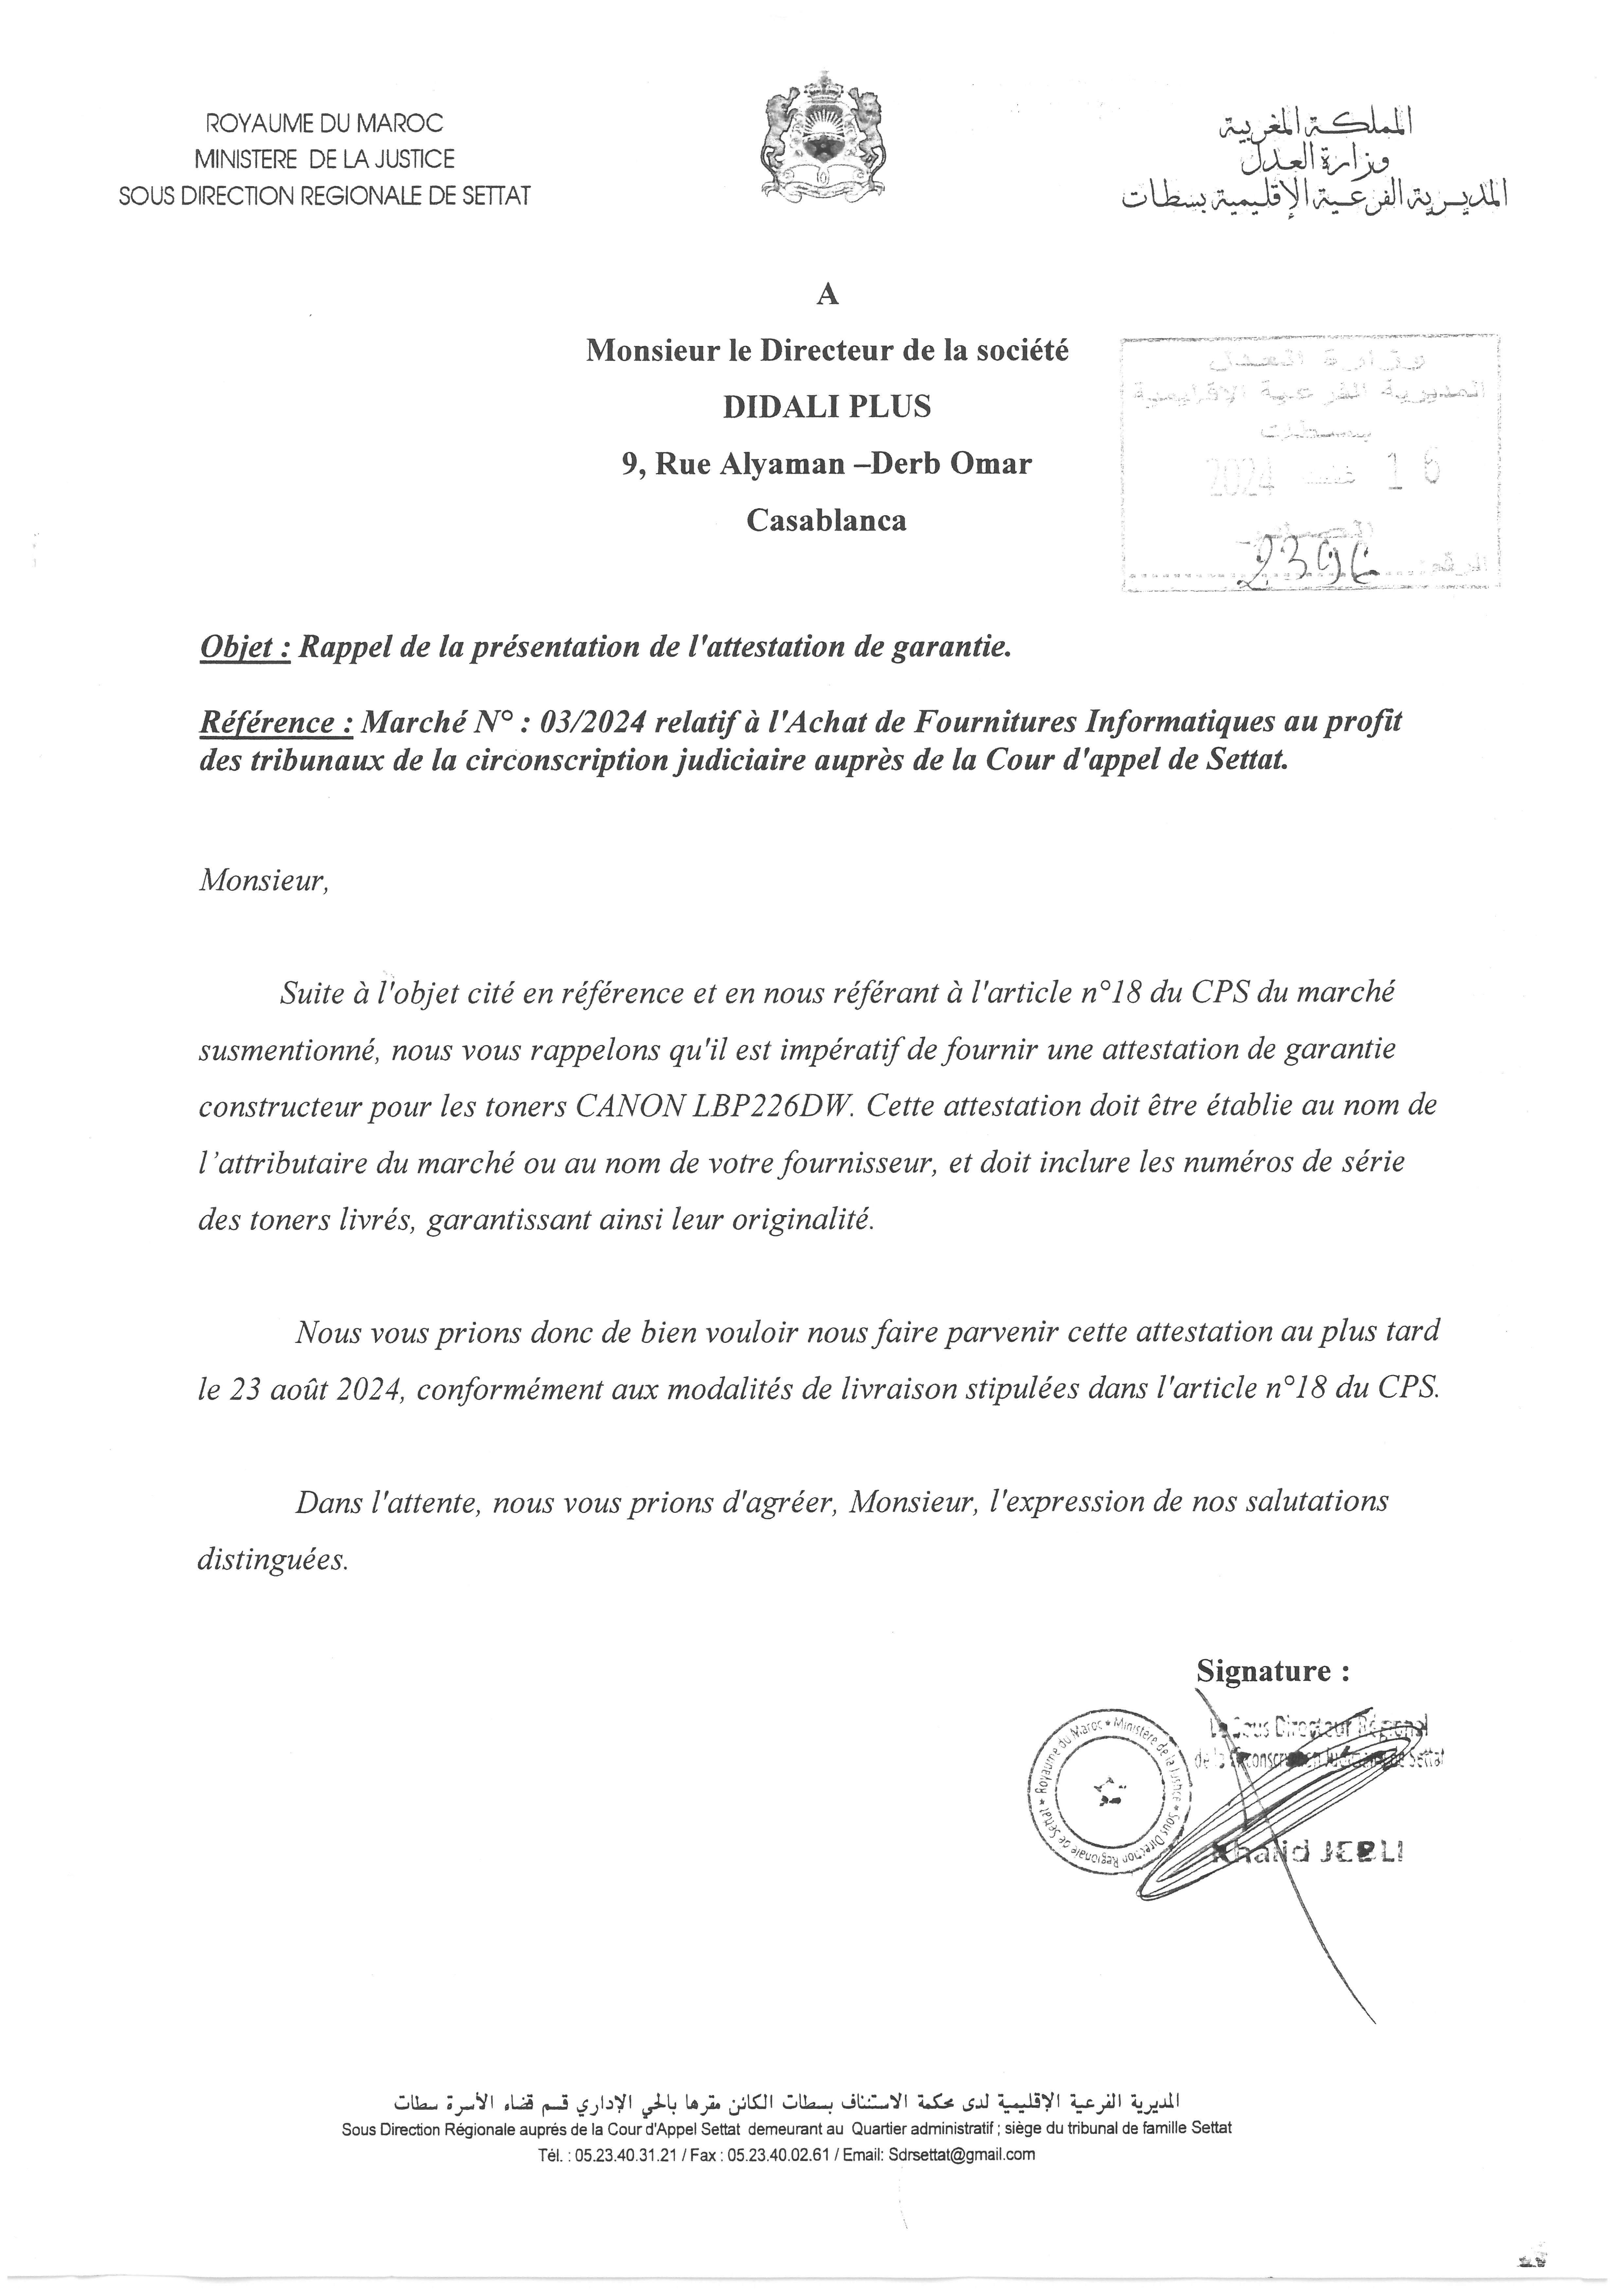 ROYAUME DU MAROC
MINISTERE DE LA JUSTICE
SOUS DIRECTION REGIONALE DE SETTAT
المملكة المغربية
وزارة العدل
المديرية الفرعية الإقليمية بسطات
A
Monsieur le Directeur de la société
DIDALI PLUS
9, Rue Alyaman –Derb Omar
Casablanca
وزارة العدل
المديرية الفرعية الإقليمية
بسطات
16 غشت 2024
Objet : Rappel de la présentation de l'attestation de garantie.
Référence : Marché N° : 03/2024 relatif à l'Achat de Fournitures Informatiques au profit
des tribunaux de la circonscription judiciaire auprès de la Cour d'appel de Settat.
Monsieur,
Suite à l'objet cité en référence et en nous référant à l'article n°18 du CPS du marché
susmentionné, nous vous rappelons qu'il est impératif de fournir une attestation de garantie
constructeur pour les toners CANON LBP226DW. Cette attestation doit être établie au nom de
l’attributaire du marché ou au nom de votre fournisseur, et doit inclure les numéros de série
des toners livrés, garantissant ainsi leur originalité.
Nous vous prions donc de bien vouloir nous faire parvenir cette attestation au plus tard
le 23 août 2024, conformément aux modalités de livraison stipulées dans l'article n°18 du CPS.
Dans l'attente, nous vous prions d'agréer, Monsieur, l'expression de nos salutations
distinguées.
Signature :
Le Sous Directeur Régional
de la Circonscription Judiciaire de Settat
Khalid JEBLI
Royaume du Maroc * Ministère de la Justice * Sous Direction Régionale de Settat *
المديرية الفرعية الإقليمية لدى محكمة الاستئناف بسطات الكائن مقرها بالحي الإداري قسم قضاء الأسرة سطات
Sous Direction Régionale auprés de la Cour d'Appel Settat demeurant au Quartier administratif ; siège du tribunal de famille Settat
Tél. : 05.23.40.31.21 / Fax : 05.23.40.02.61 / Email: Sdrsettat@gmail.com